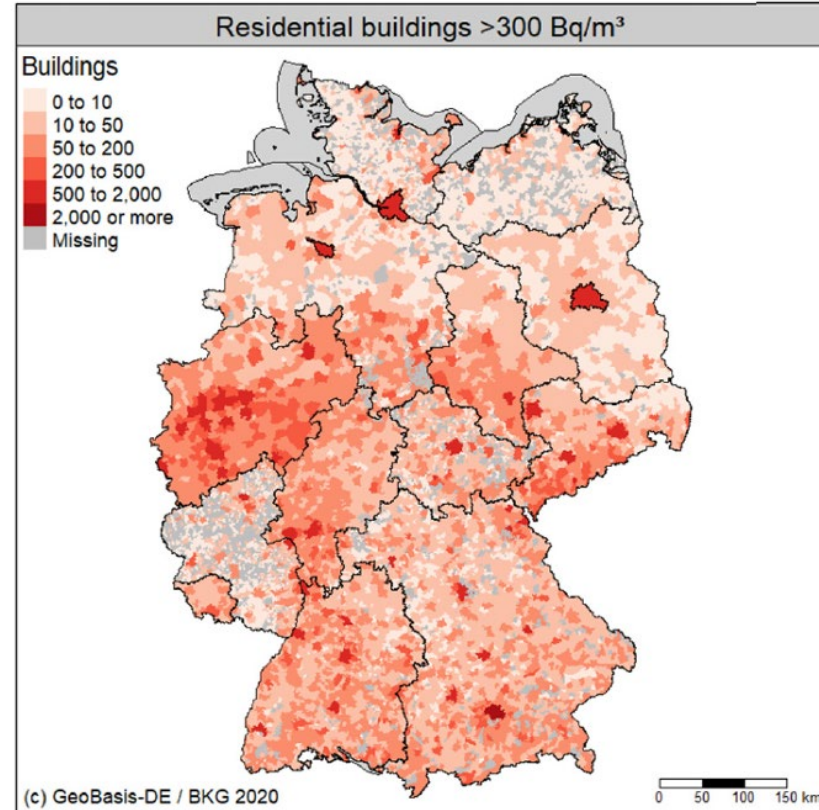 Residential buildings >300 Bq/m³
Buildings
0 to 10
10 to 50
50 to 200
200 to 500
500 to 2,000
2,000 or more
Missing
(c) GeoBasis-DE / BKG 2020
0 50 100 150 km